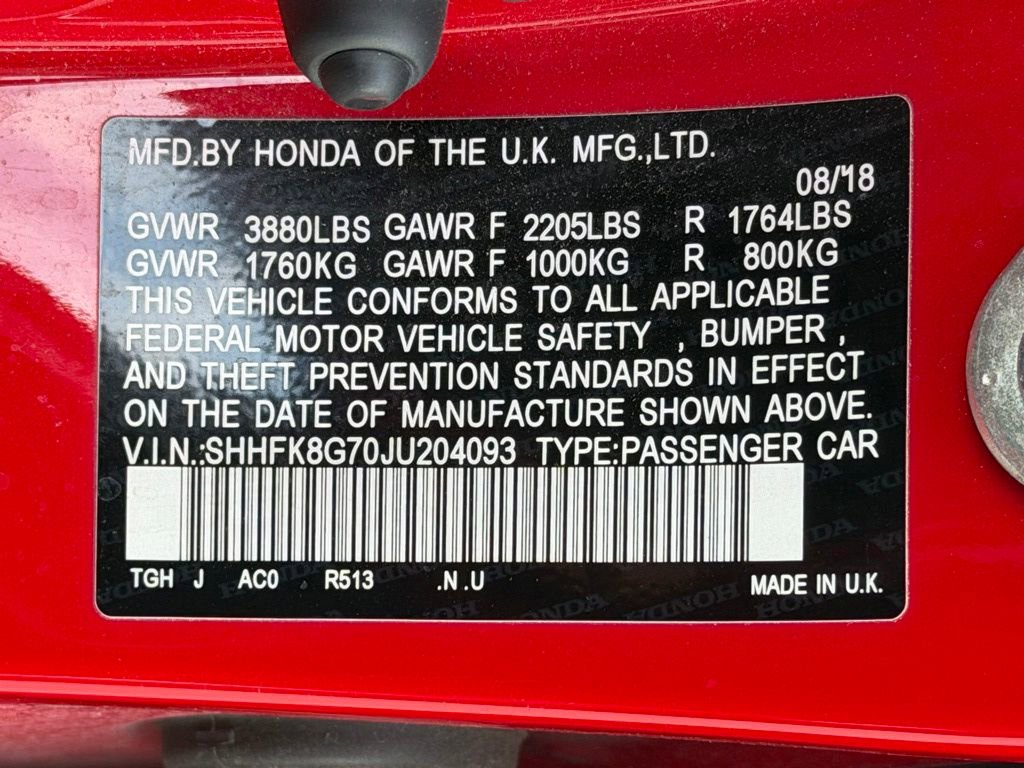 MFD.BY HONDA OF THE U.K. MFG.,LTD.
08/'18
GVWR 3880LBS GAWR F 2205LBS R 1764LBS
GVWR 1760KG GAWR F 1000KG R 800KG
THIS VEHICLE CONFORMS TO ALL APPLICABLE
FEDERAL MOTOR VEHICLE SAFETY , BUMPER ,
AND THEFT PREVENTION STANDARDS IN EFFECT
ON THE DATE OF MANUFACTURE SHOWN ABOVE.
V.I.N.:SHHFK8G70JU204093 TYPE:PASSENGER CAR
TGH J AC0 R513 .N .U
MADE IN U.K.